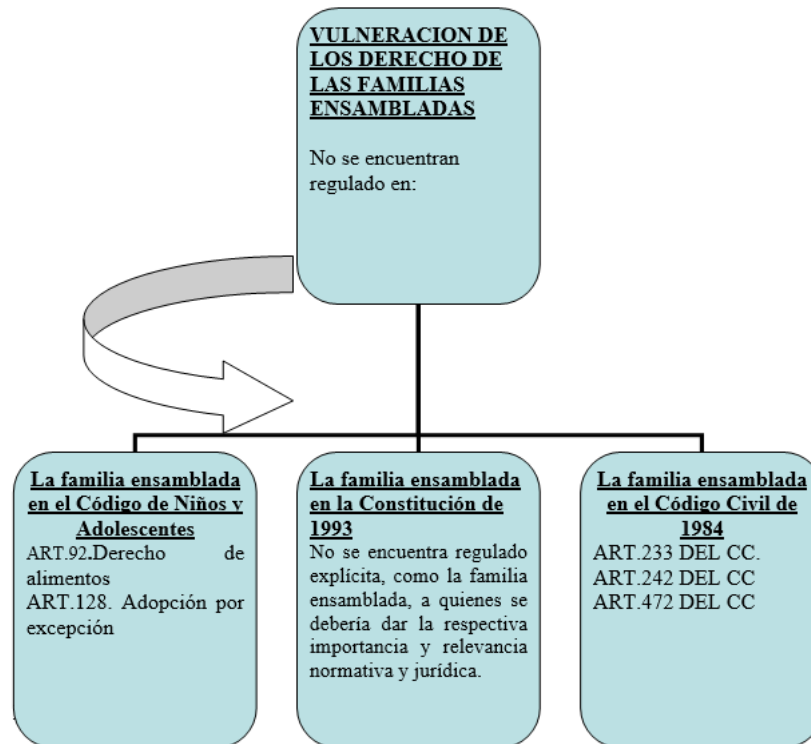 VULNERACION DE
LOS DERECHO DE
LAS FAMILIAS
ENSAMBLADAS
No se encuentran
regulado en:
La familia ensamblada
en el Código de Niños y
Adolescentes
ART.92.Derecho de
alimentos
ART.128. Adopción por
excepción
La familia ensamblada
en la Constitución de
1993
No se encuentra regulado
explícita, como la familia
ensamblada, a quienes se
debería dar la respectiva
importancia y relevancia
normativa y jurídica.
La familia ensamblada
en el Código Civil de
1984
ART.233 DEL CC.
ART.242 DEL CC
ART.472 DEL CC